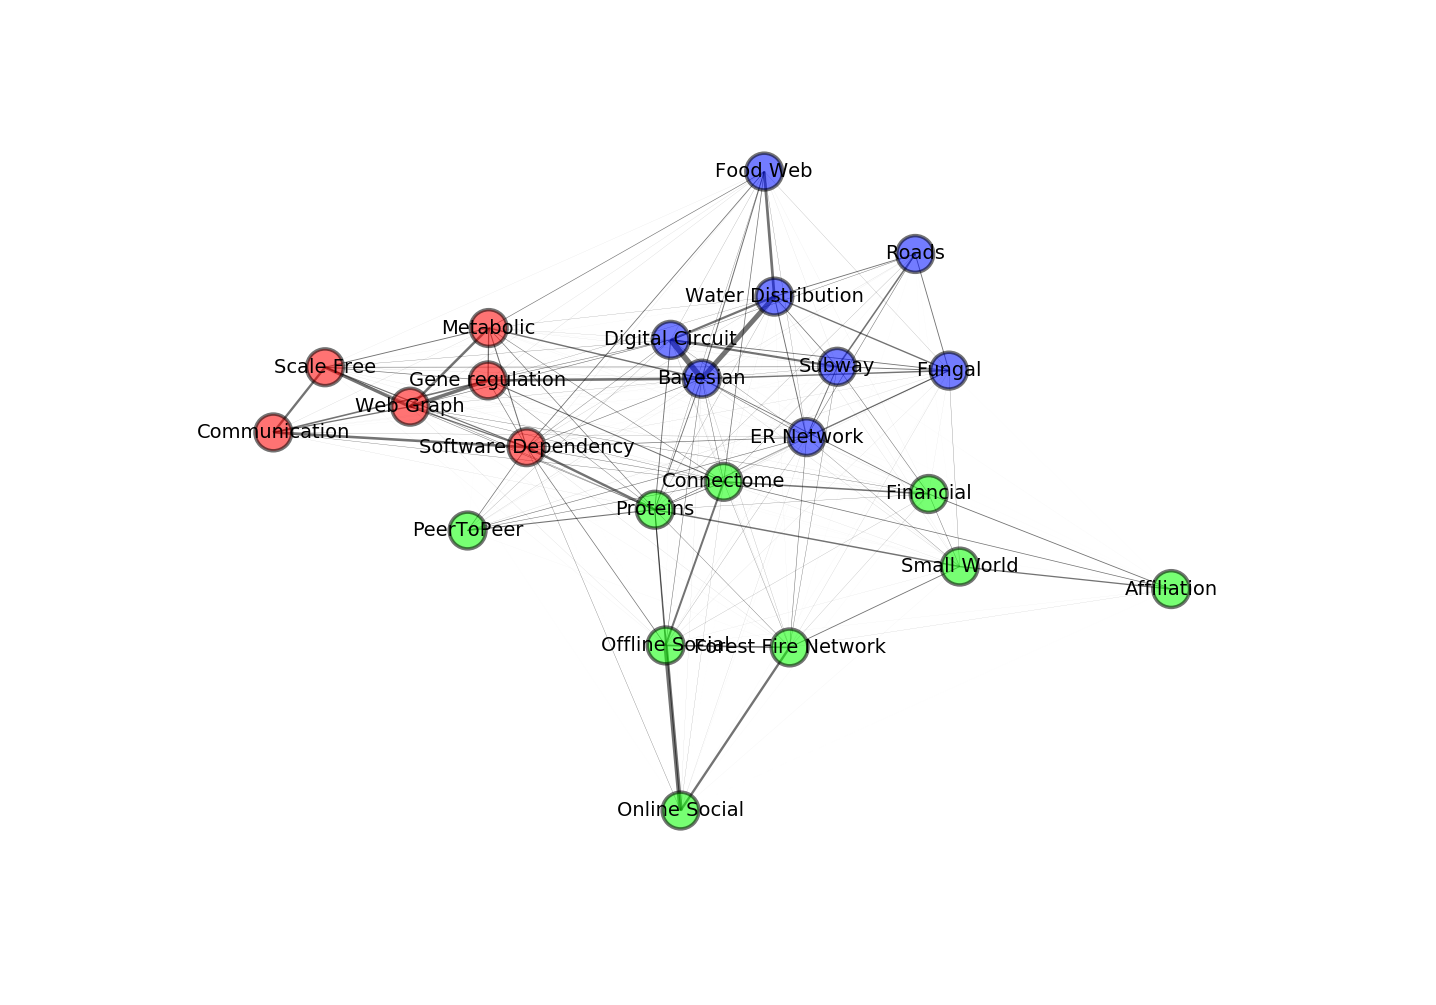 Food Web
Roads
Water Distribution
Metabolic
Digital Circuit
Scale Free
Subway
Fungal
Gene regulation
Bayesian
Web Graph
Communication
ER Network
Software Dependency
Connectome
Financial
Proteins
PeerToPeer
Small World
Affiliation
Offline Social
Forest Fire Network
Online Social